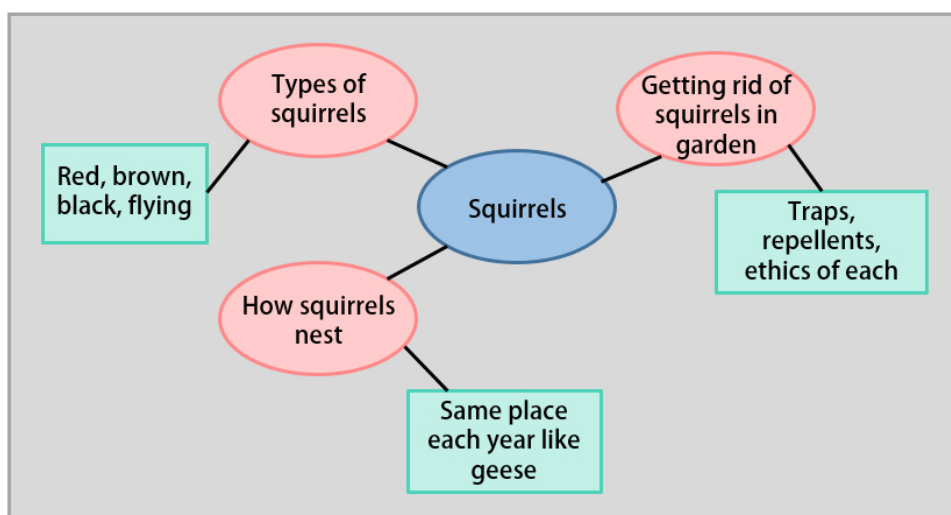 Types of
squirrels
Getting rid of
squirrels in
garden
Red, brown,
black, flying
Squirrels
Traps,
repellents,
ethics of each
How squirrels
nest
Same place
each year like
geese